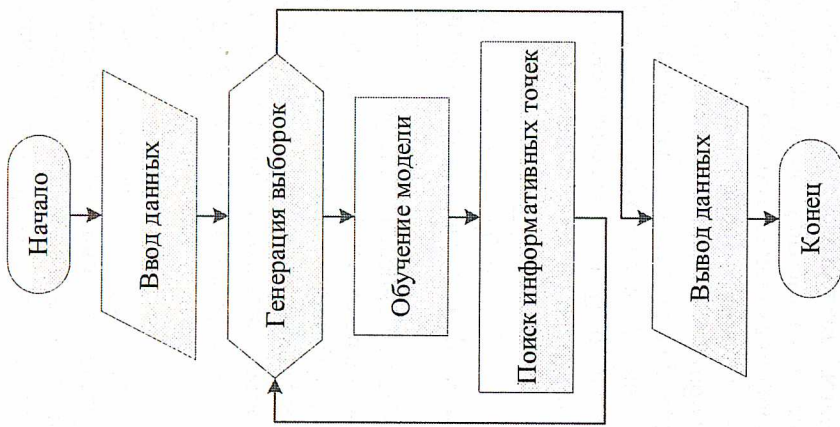 Начало
Ввод данных
Генерация выборок
Обучение модели
Поиск информативных точек
Вывод данных
Конец